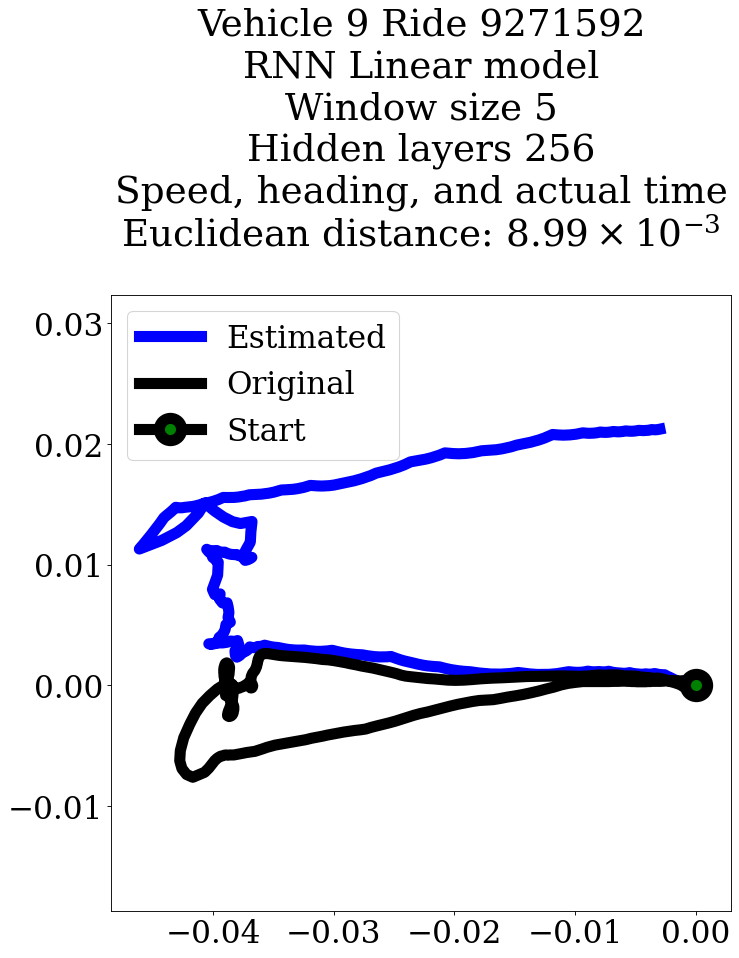 Vehicle 9 Ride 9271592
RNN Linear model
Window size 5
Hidden layers 256
Speed, heading, and actual time
Euclidean distance: 8.99 × 10⁻³
Estimated
Original
Start
0.03
0.02
0.01
0.00
−0.01
−0.04 −0.03 −0.02 −0.01 0.00